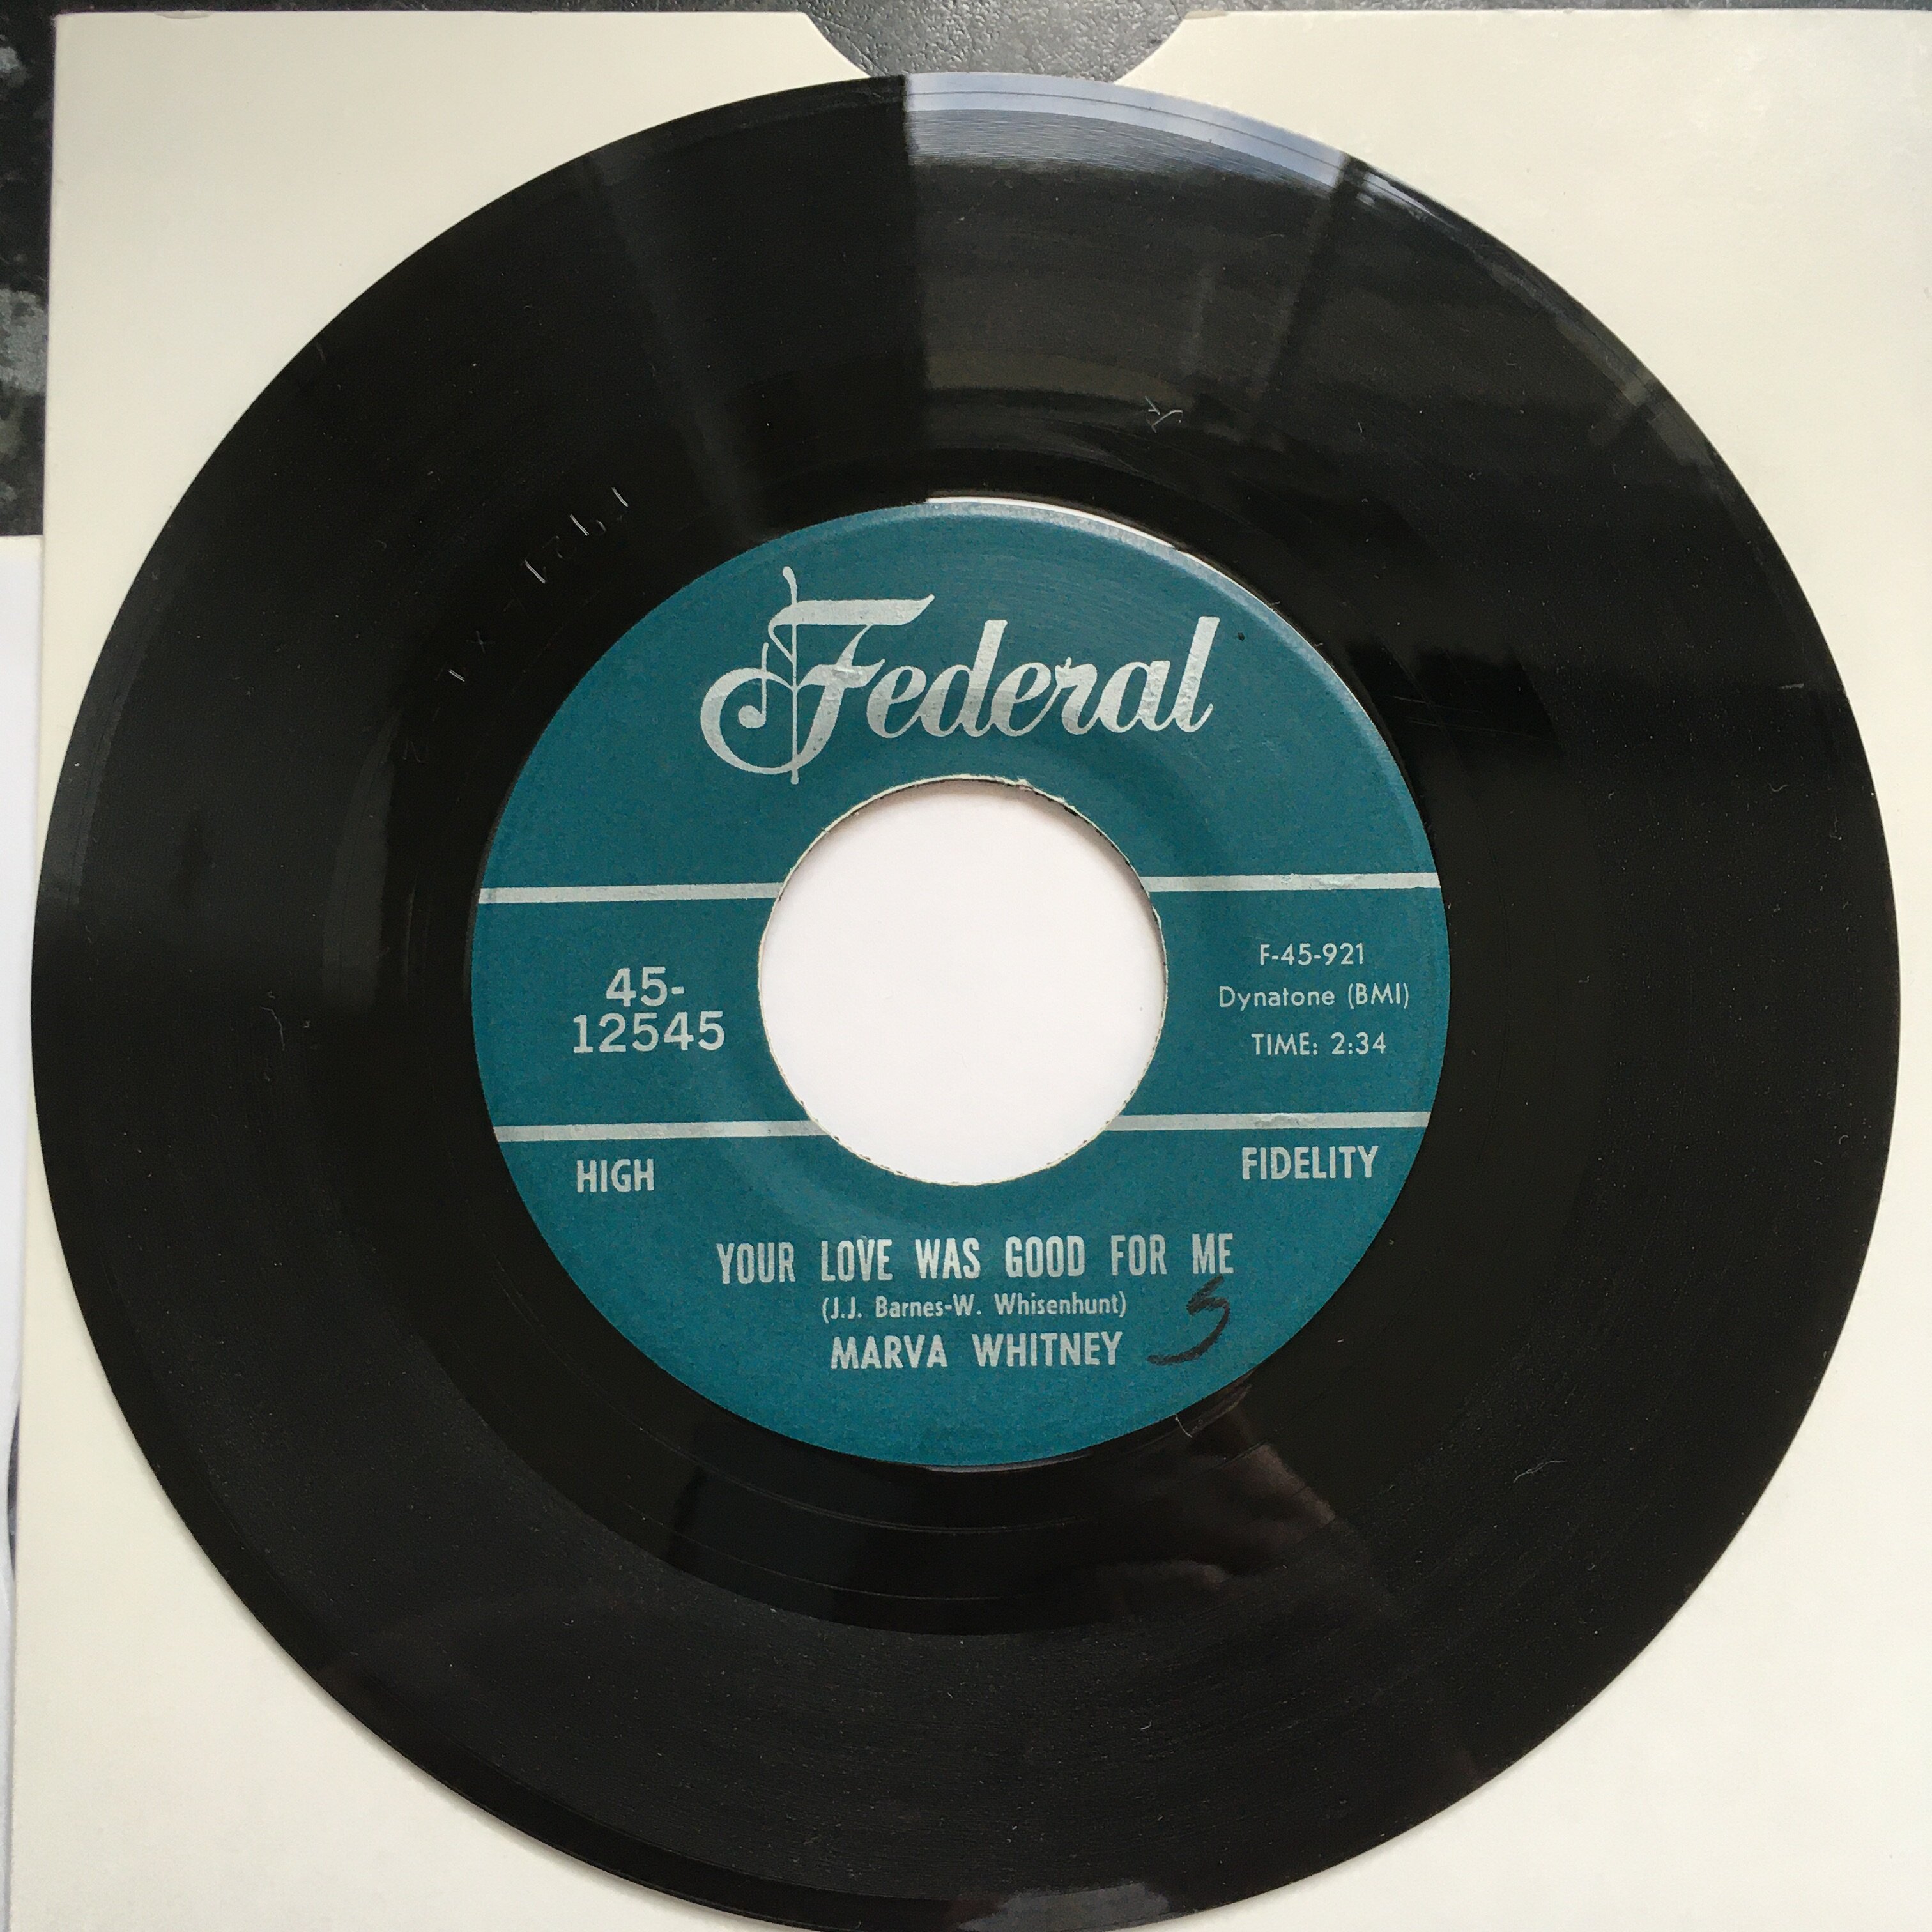 Federal
45-
12545
F-45-921
Dynatone (BMI)
TIME: 2:34
HIGH FIDELITY
YOUR LOVE WAS GOOD FOR ME
(J.J. Barnes-W. Whisenhunt)
MARVA WHITNEY